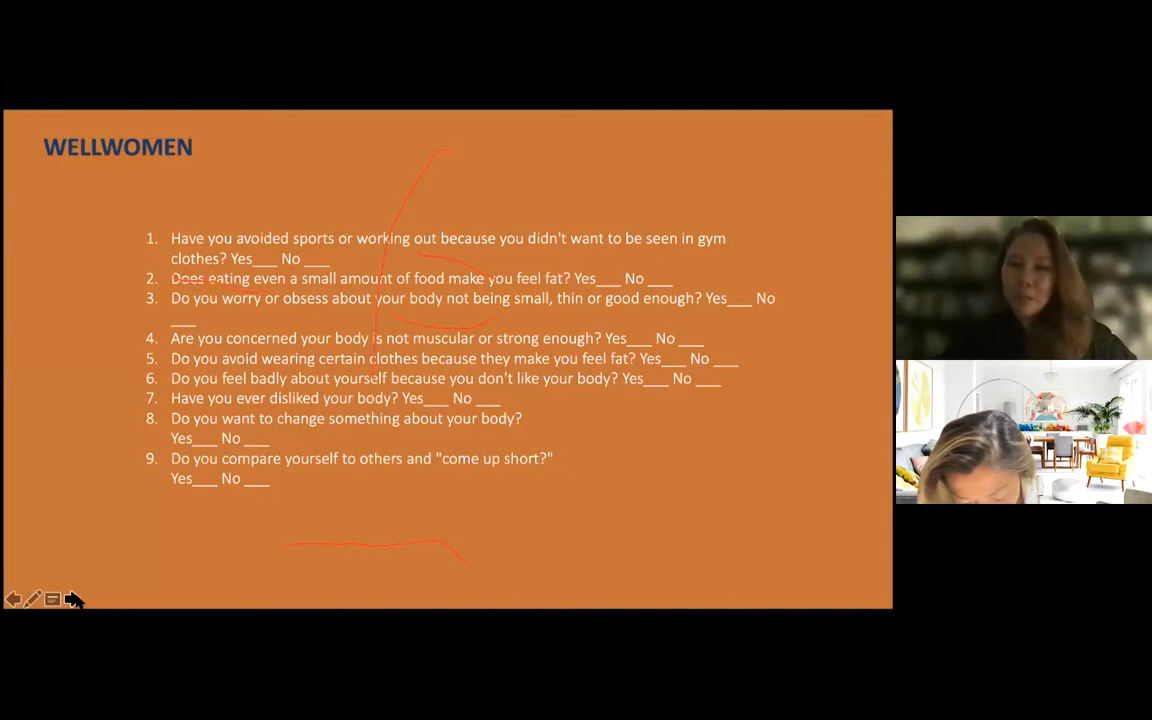 WELLWOMEN
1. Have you avoided sports or working out because you didn't want to be seen in gym
clothes? Yes___ No ___
2. Does eating even a small amount of food make you feel fat? Yes___ No ___
3. Do you worry or obsess about your body not being small, thin or good enough? Yes___ No
___
4. Are you concerned your body is not muscular or strong enough? Yes___ No ___
5. Do you avoid wearing certain clothes because they make you feel fat? Yes___ No ___
6. Do you feel badly about yourself because you don't like your body? Yes___ No ___
7. Have you ever disliked your body? Yes___ No ___
8. Do you want to change something about your body?
Yes___ No ___
9. Do you compare yourself to others and "come up short?"
Yes___ No ___